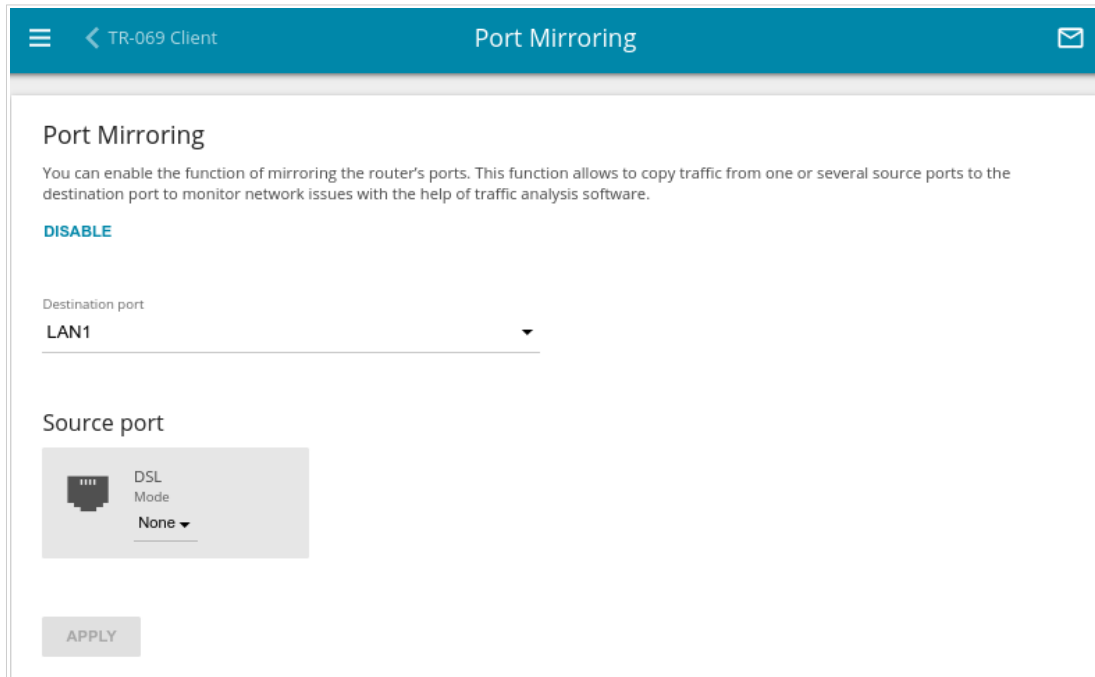 TR-069 Client
Port Mirroring
Port Mirroring
You can enable the function of mirroring the router's ports. This function allows to copy traffic from one or several source ports to the
destination port to monitor network issues with the help of traffic analysis software.
DISABLE
Destination port
LAN1
Source port
DSL
Mode
None
APPLY